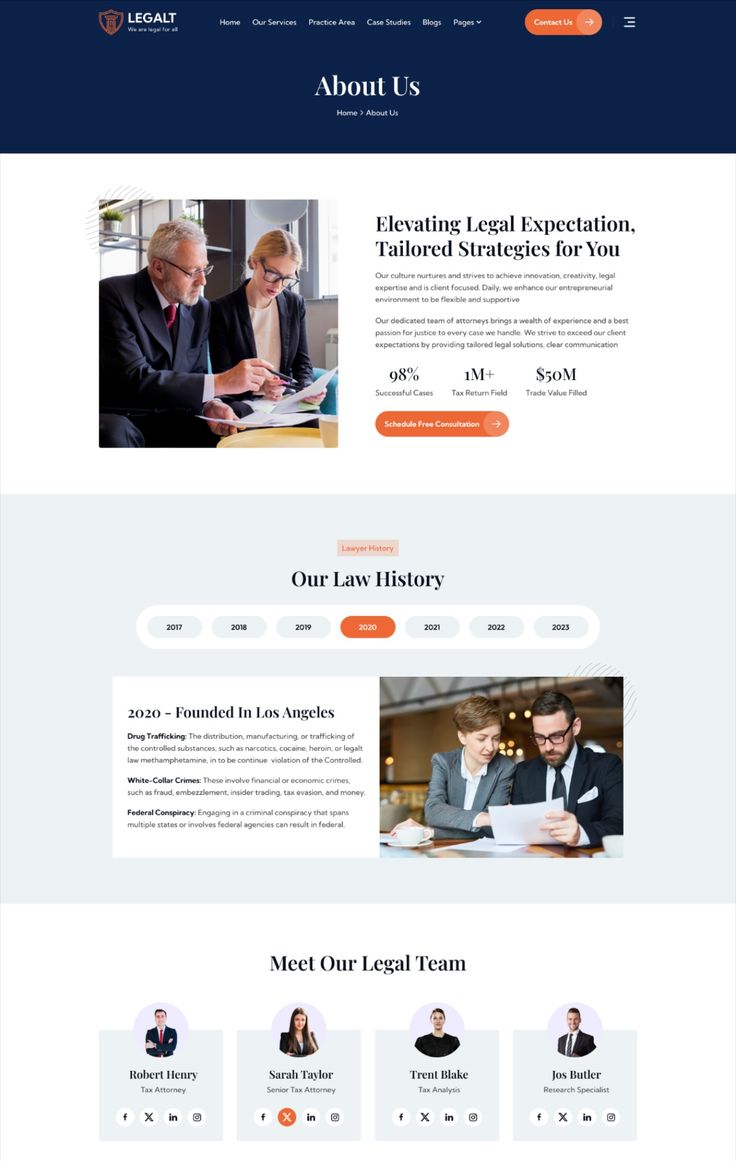 LEGALT
We are legal for all
Home Our Services Practice Area Case Studies Blogs Pages
Contact Us
About Us
Home > About Us
Elevating Legal Expectation,
Tailored Strategies for You
Our culture nurtures and strives to achieve innovation, creativity, legal
expertise and is client focused. Daily, we enhance our entrepreneurial
environment to be flexible and supportive
Our dedicated team of attorneys brings a wealth of experience and a best
passion for justice to every case we handle. We strive to exceed our client
expectations by providing tailored legal solutions, clear communication
98% 1M+ $50M
Successful Cases Tax Return Field Trade Value Filled
Schedule Free Consultation
Lawyer History
Our Law History
2017 2018 2019 2020 2021 2022 2023
2020 - Founded In Los Angeles
Drug Trafficking: The distribution, manufacturing, or trafficking of
the controlled substances, such as narcotics, cocaine, heroin, or legalt
law methamphetamine, in to be continue violation of the Controlled.
White-Collar Crimes: These involve financial or economic crimes,
such as fraud, embezzlement, insider trading, tax evasion, and money.
Federal Conspiracy: Engaging in a criminal conspiracy that spans
multiple states or involves federal agencies can result in federal.
Meet Our Legal Team
Robert Henry Sarah Taylor Trent Blake Jos Butler
Tax Attorney Senior Tax Attorney Tax Analysis Research Specialist